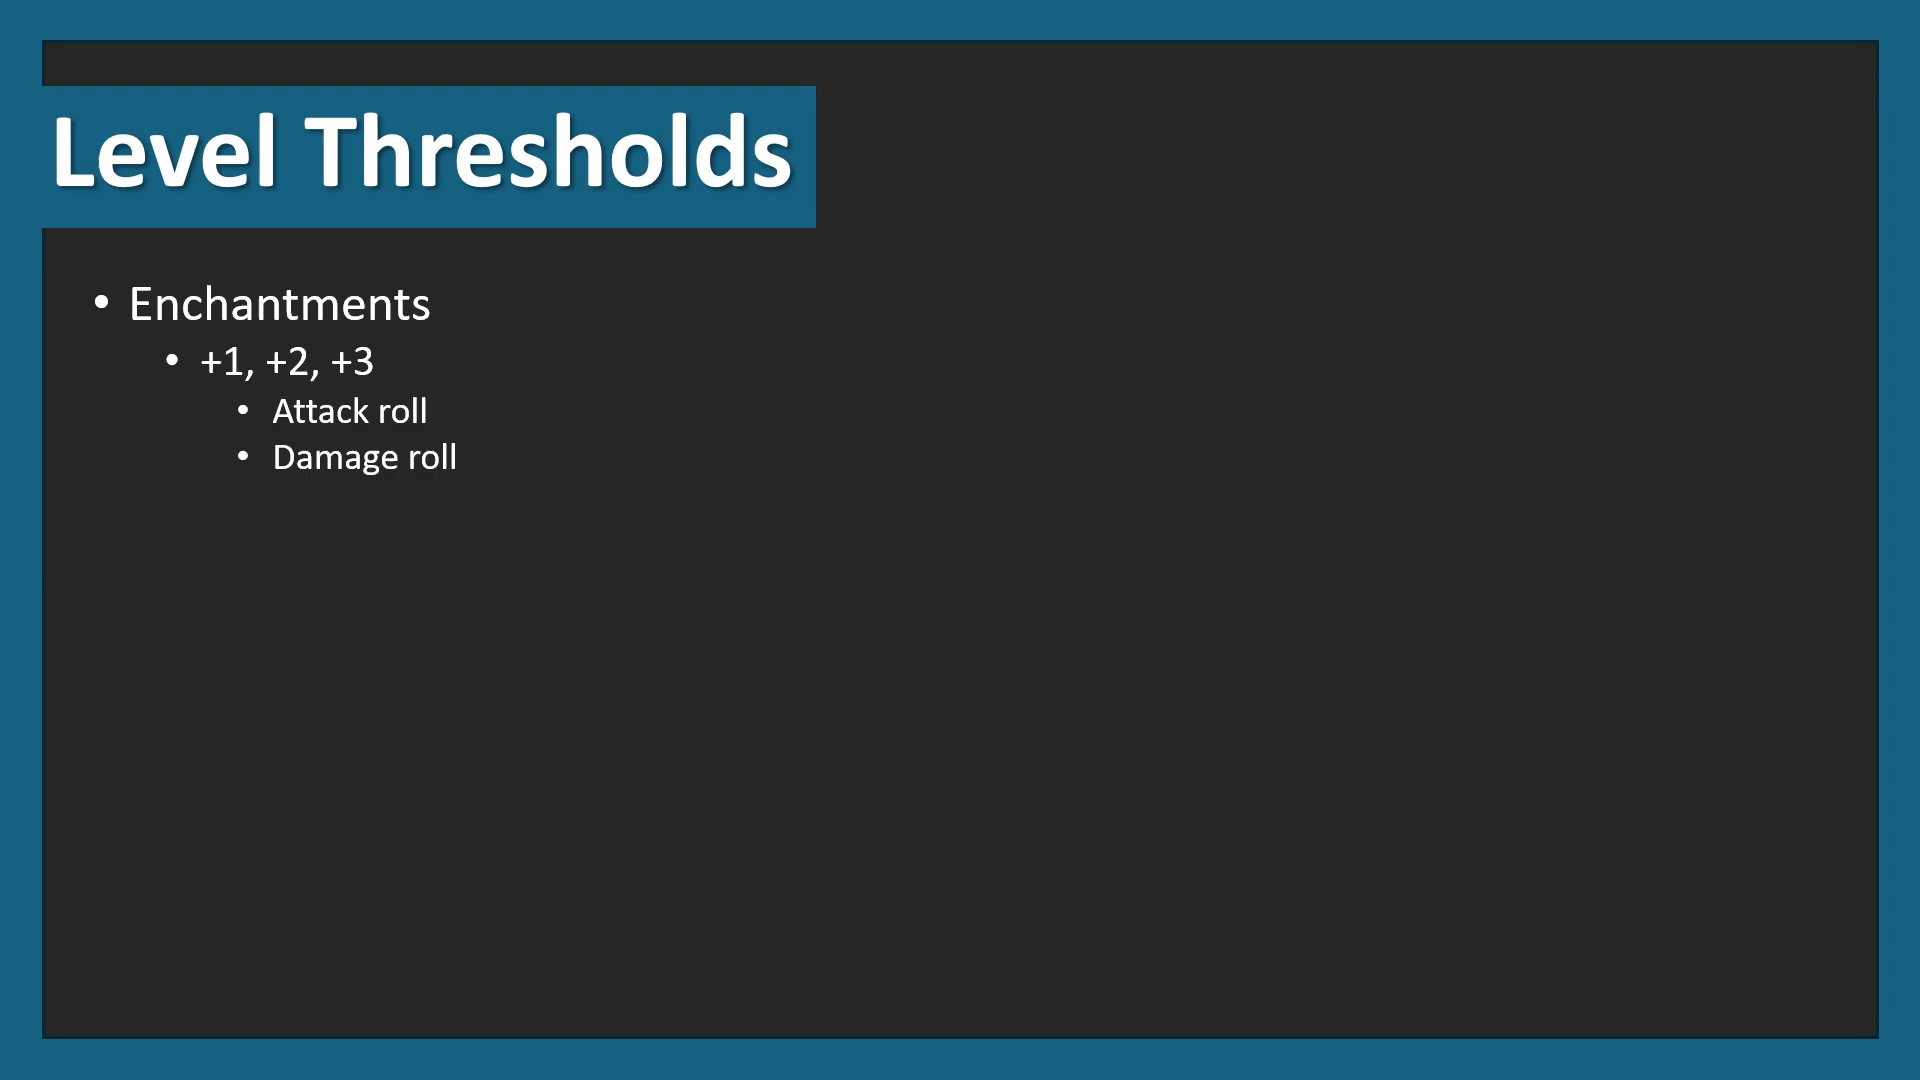 Level Thresholds
• Enchantments
• +1, +2, +3
• Attack roll
• Damage roll